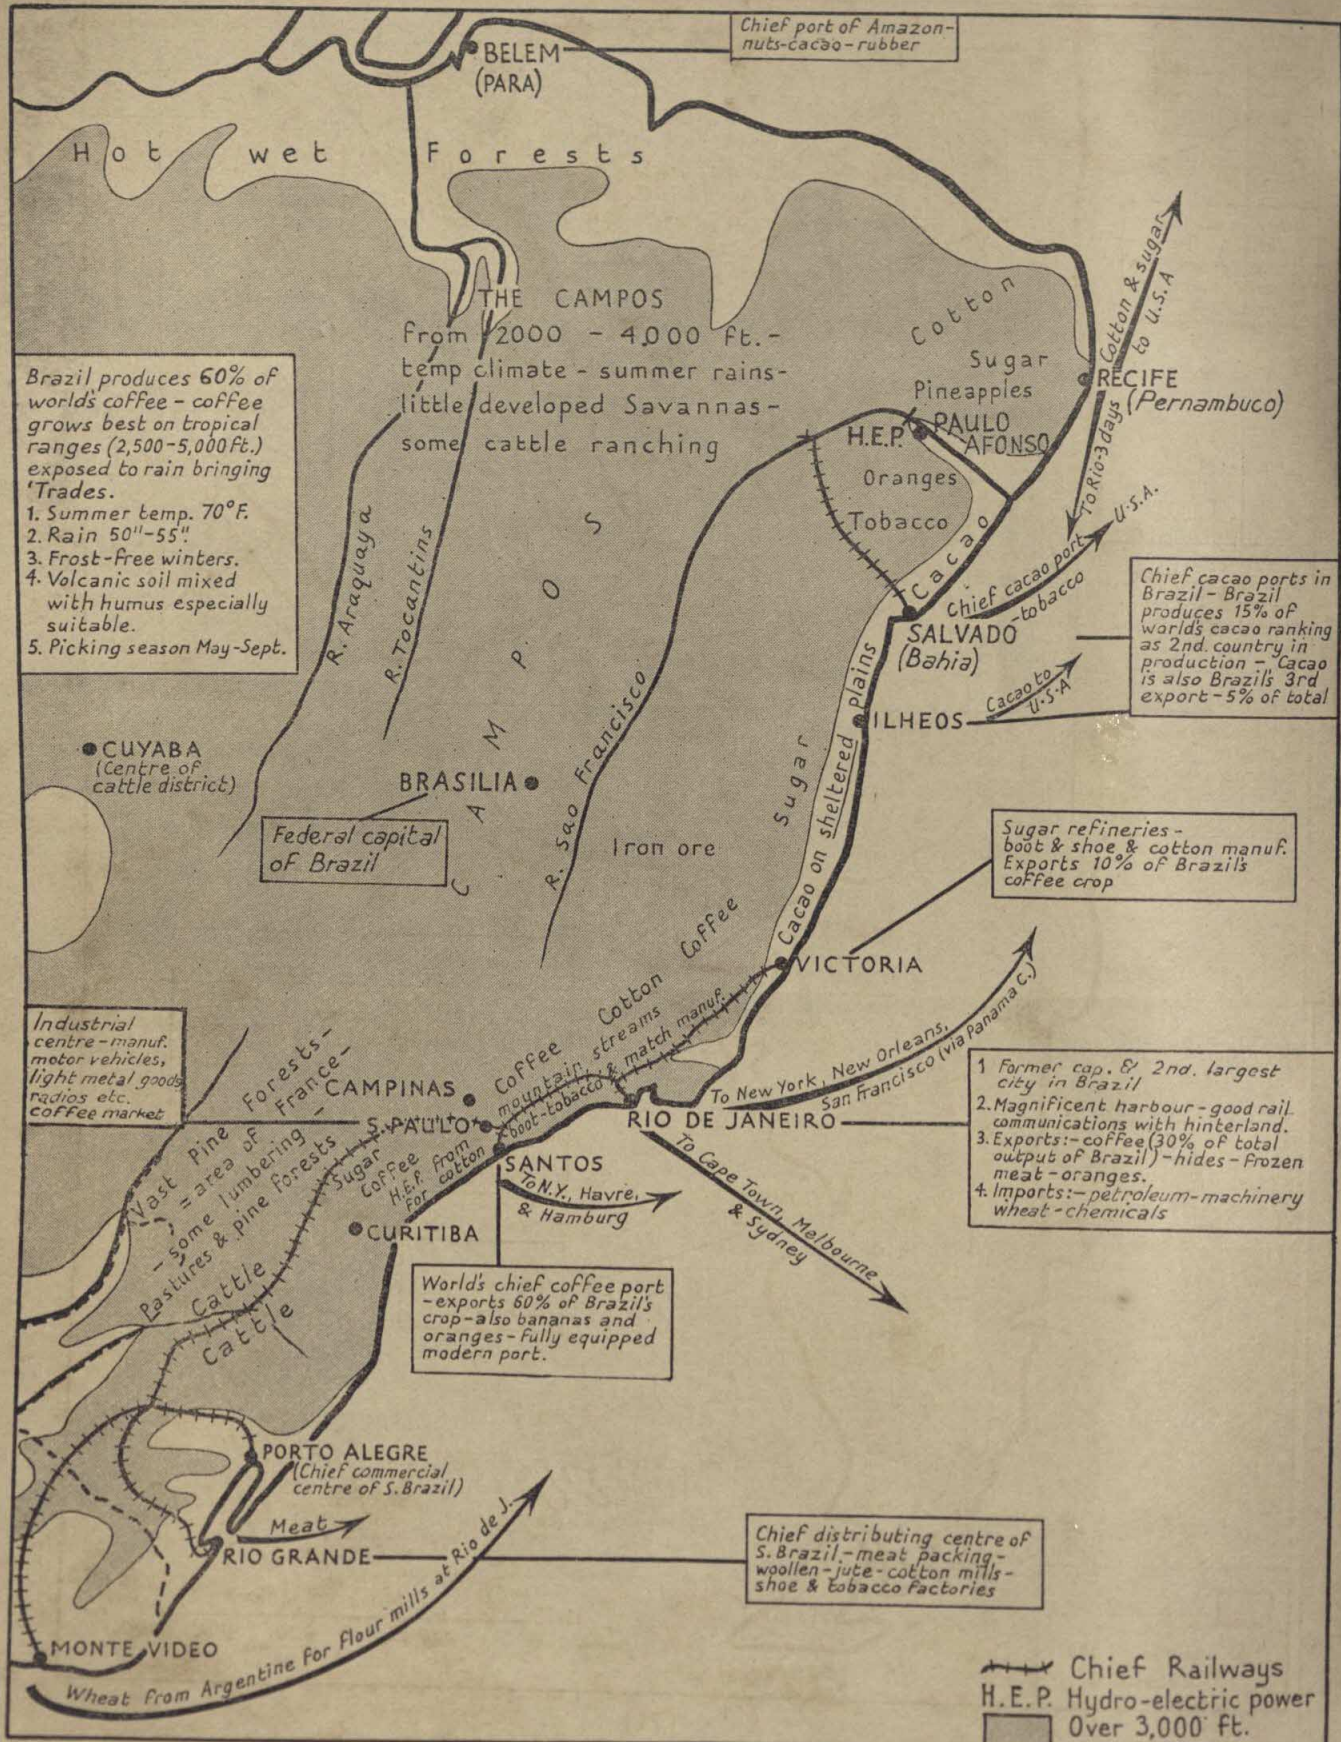 Chief port of Amazon-
nuts-cacao-rubber
BELEM
(PARA)
Hot wet Forests
THE CAMPOS
From 2000 - 4,000 ft.-
temp climate - summer rains-
little developed Savannas-
some cattle ranching
Cotton
Sugar
Pineapples
H.E.P.
PAULO
AFONSO
Oranges
Tobacco
RECIFE
(Pernambuco)
Cotton & sugar
to U.S.A
To Rio-3 days
Brazil produces 60% of
world's coffee - coffee
grows best on tropical
ranges (2,500-5,000 ft.)
exposed to rain bringing
'Trades.
1. Summer temp. 70°F.
2. Rain 50"-55".
3. Frost-free winters.
4. Volcanic soil mixed
with humus especially
suitable.
5. Picking season May-Sept.
R. Araquaya
R. Tocantins
CAMPOS
R. sao Francisco
Cacao
Chief cacao port U.S.A.
-tobacco
SALVADO
(Bahia)
Chief cacao ports in
Brazil - Brazil
produces 15% of
world's cacao ranking
as 2nd. country in
production - Cacao
is also Brazil's 3rd
export - 5% of total
Cacao to
U.S.A
ILHEOS
CUYABA
(Centre of
cattle district)
BRASILIA
Federal capital
of Brazil
Iron ore
Sugar
Cacao on sheltered Plains
Sugar refineries-
boot & shoe & cotton manuf.
Exports 10% of Brazil's
coffee crop
VICTORIA
Coffee Cotton Coffee
mountain streams
boot-tobacco & match manuf.
Industrial
centre-manuf.
motor vehicles,
light metal goods
radios etc.
coffee market
Vast Pine Forests-
= area of France-
- some lumbering -
Pastures & pine forests
CAMPINAS
S. PAULO
Sugar
Coffee
H.E.P. from
for cotton
To New York, New Orleans,
San Francisco (via Panama C.)
RIO DE JANEIRO
1 Former cap. & 2nd. largest
city in Brazil
2. Magnificent harbour - good rail
communications with hinterland.
3. Exports:- coffee (30% of total
output of Brazil) - hides - frozen
meat - oranges.
4. Imports:- petroleum-machinery
wheat-chemicals
SANTOS
To N.Y., Havre,
& Hamburg
To Cape Town, Melbourne
& Sydney
CURITIBA
Cattle
Cattle
World's chief coffee port
-exports 60% of Brazil's
crop-also bananas and
oranges-fully equipped
modern port.
PORTO ALEGRE
(Chief commercial
centre of S. Brazil)
Meat
RIO GRANDE
Chief distributing centre of
S. Brazil-meat packing-
woollen-jute-cotton mills-
shoe & tobacco factories
MONTE VIDEO
Wheat from Argentine for flour mills at Rio de J.
Chief Railways
H.E.P. Hydro-electric power
Over 3,000 ft.